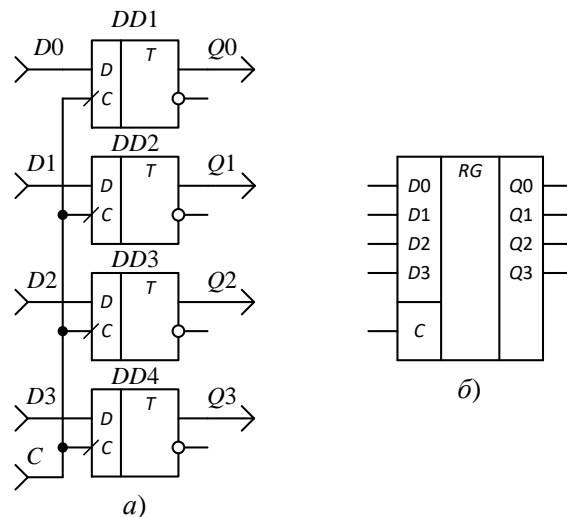 DD1
D0 D T Q0
C
DD2
D1 D T Q1
C
DD3
D2 D T Q2
C
DD4
D3 D T Q3
C C
а)
RG
D0 Q0
D1 Q1
D2 Q2
D3 Q3
C
б)